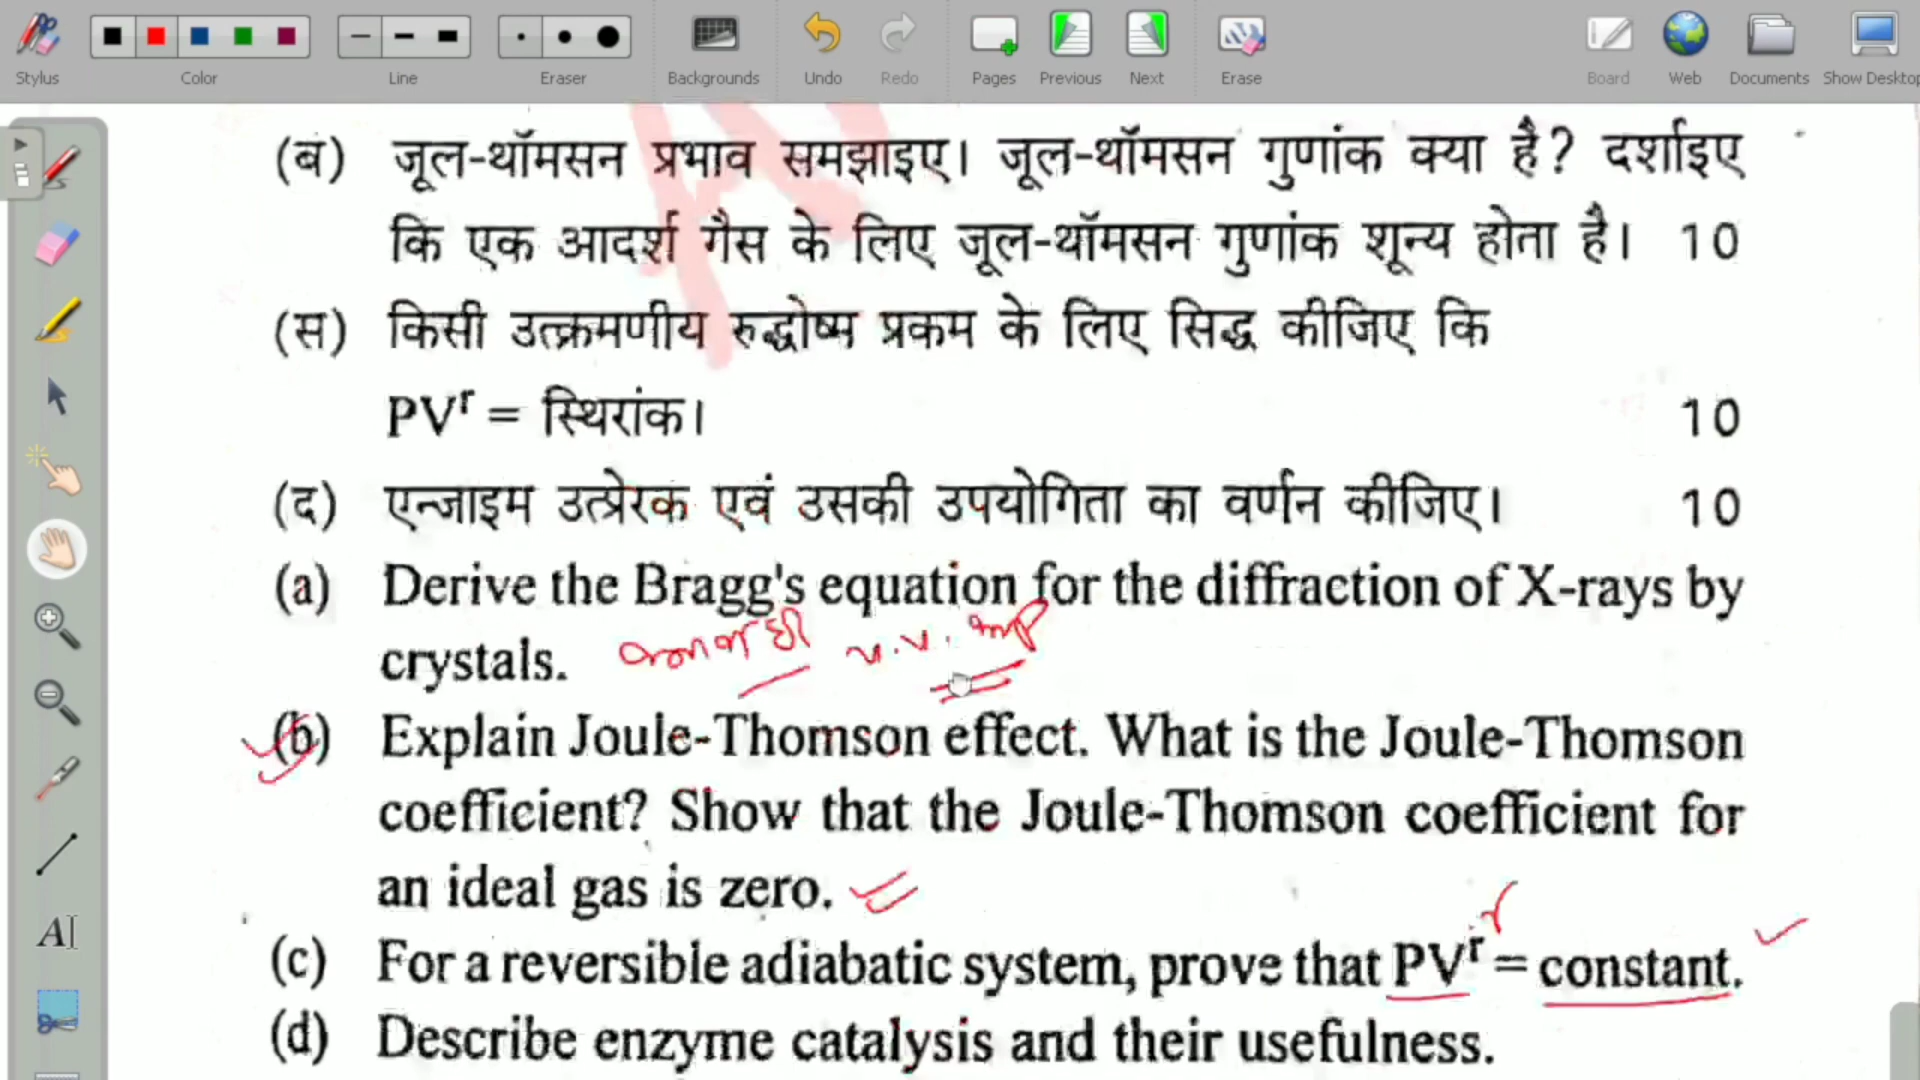 Stylus Color Line Eraser Backgrounds Undo Redo Pages Previous Next Erase Board Web Documents Show Desktop
(ब) जूल-थॉमसन प्रभाव समझाइए। जूल-थॉमसन गुणांक क्या है? दर्शाइए
कि एक आदर्श गैस के लिए जूल-थॉमसन गुणांक शून्य होता है। 10
(स) किसी उत्क्रमणीय रुद्धोष्म प्रकम के लिए सिद्ध कीजिए कि
PVʳ = स्थिरांक। 10
(द) एन्जाइम उत्प्रेरक एवं उसकी उपयोगिता का वर्णन कीजिए। 10
(a) Derive the Bragg's equation for the diffraction of X-rays by
crystals. v.v. Imp
(b) Explain Joule-Thomson effect. What is the Joule-Thomson
coefficient? Show that the Joule-Thomson coefficient for
an ideal gas is zero.
(c) For a reversible adiabatic system, prove that PVʳ = constant.
(d) Describe enzyme catalysis and their usefulness.